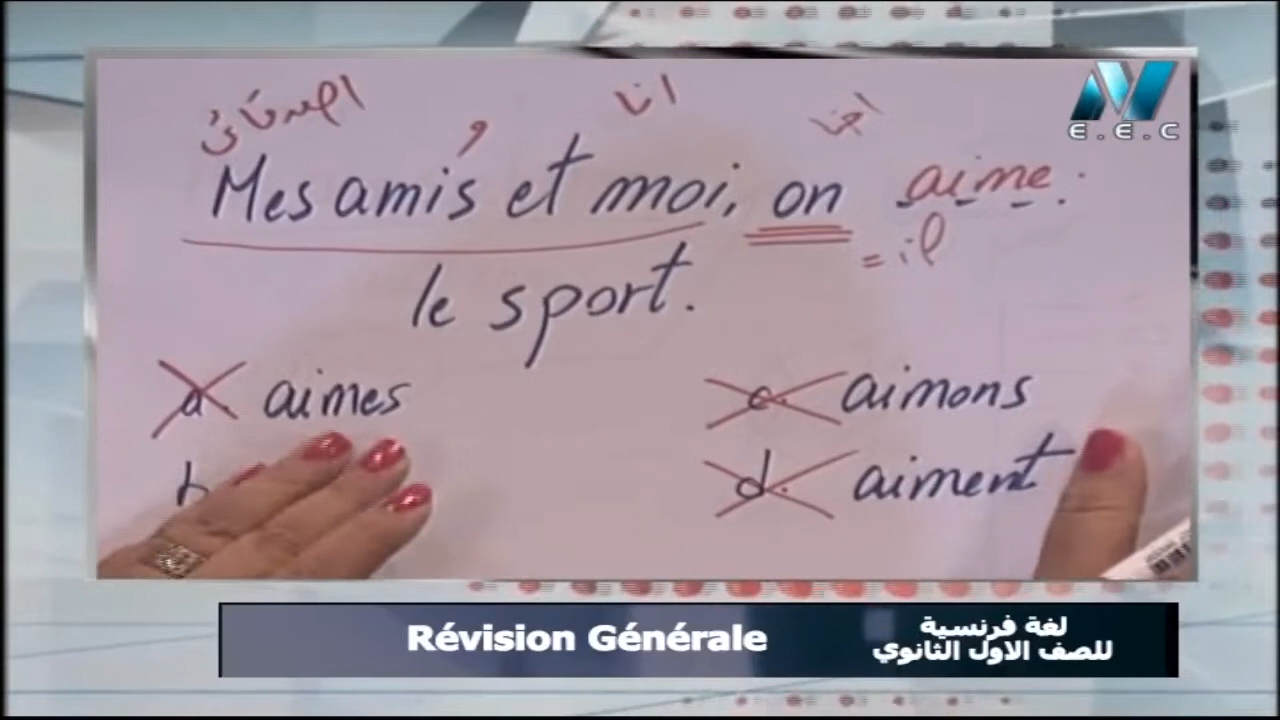 اصدقائى و انا احنا
Mes amis et moi, on aime.
= il
le sport.
a. aimes
c. aimons
b
d. aiment
E.E.C
Révision Générale
لغة فرنسية
للصف الاول الثانوي